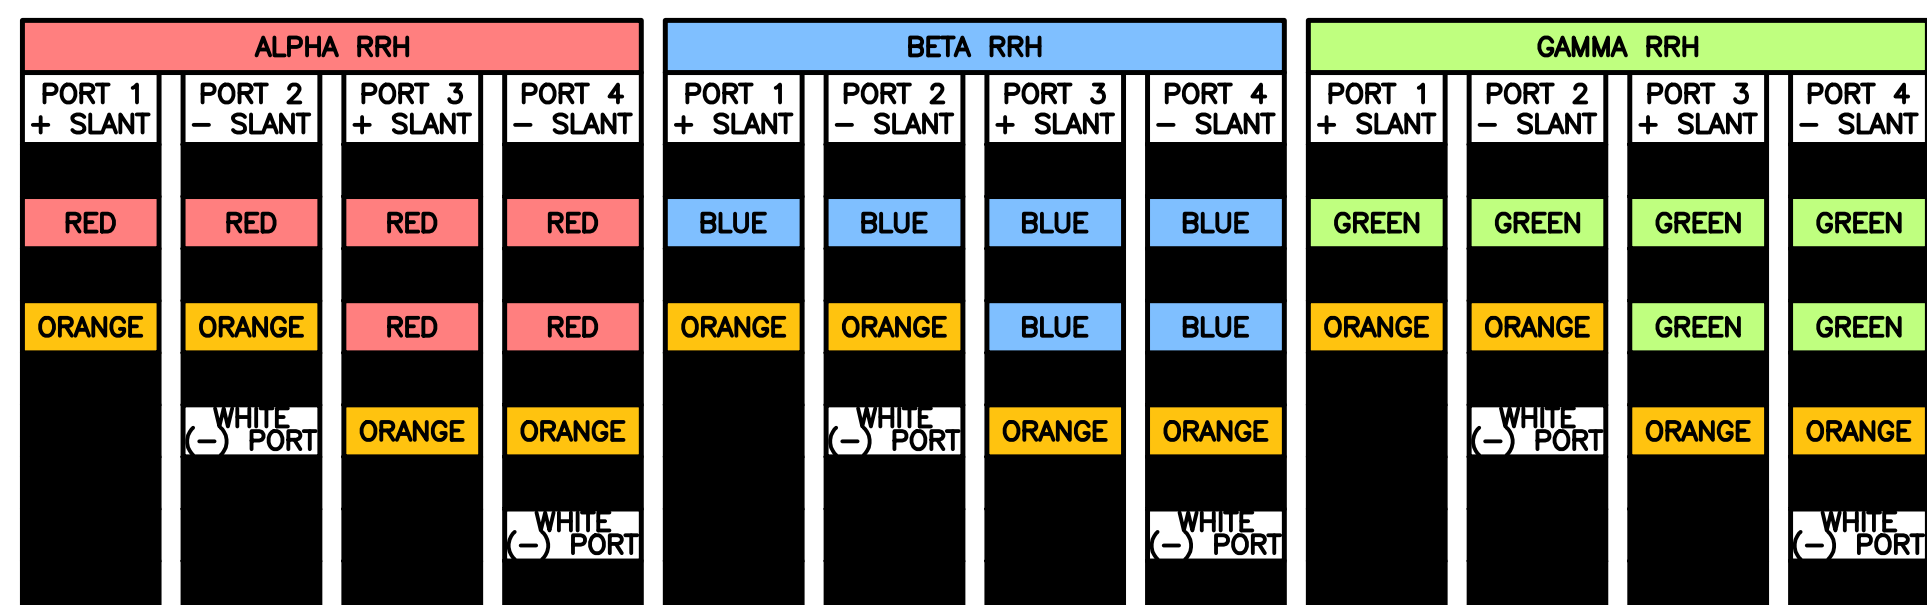 ALPHA RRH BETA RRH GAMMA RRH
PORT 1 PORT 2 PORT 3 PORT 4 PORT 1 PORT 2 PORT 3 PORT 4 PORT 1 PORT 2 PORT 3 PORT 4
+ SLANT - SLANT + SLANT - SLANT + SLANT - SLANT + SLANT - SLANT + SLANT - SLANT + SLANT - SLANT
RED RED RED RED BLUE BLUE BLUE BLUE GREEN GREEN GREEN GREEN
ORANGE ORANGE RED RED ORANGE ORANGE BLUE BLUE ORANGE ORANGE GREEN GREEN
WHITE ORANGE ORANGE WHITE ORANGE ORANGE WHITE ORANGE ORANGE
(-) PORT (-) PORT (-) PORT
WHITE WHITE WHITE
(-) PORT (-) PORT (-) PORT